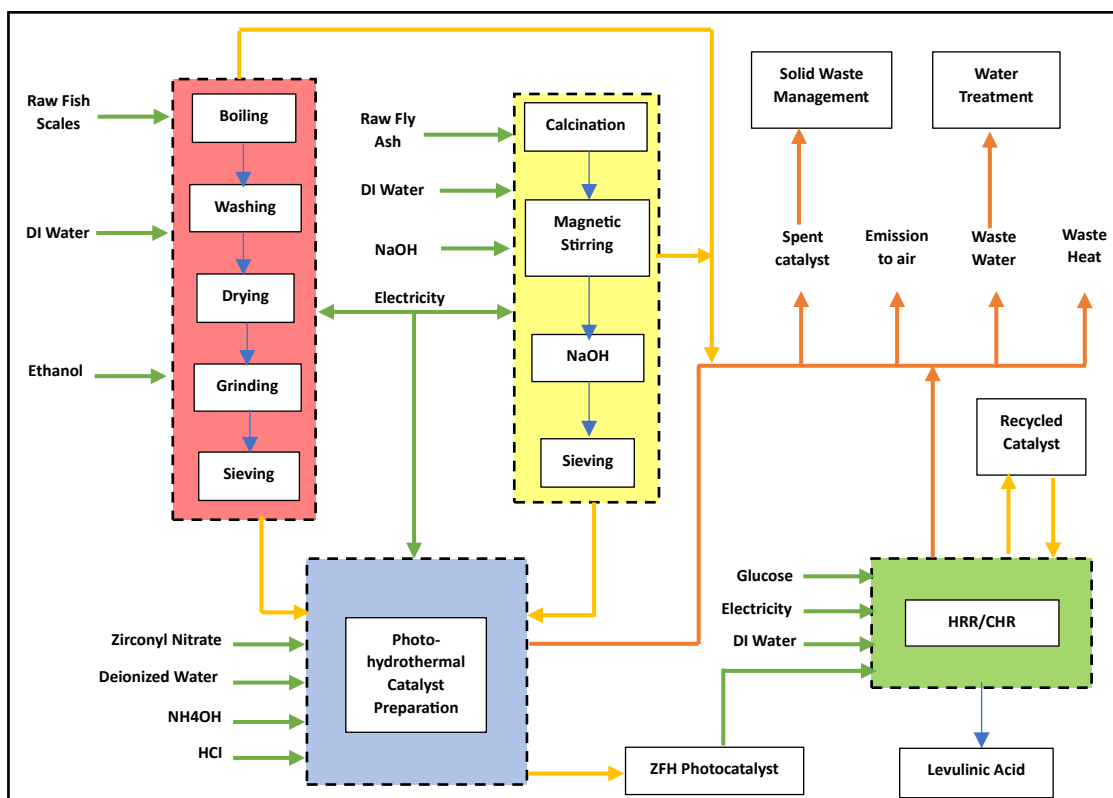 Raw Fish
Scales
DI Water
Ethanol
Boiling
Washing
Drying
Grinding
Sieving
Raw Fly
Ash
DI Water
NaOH
Electricity
Calcination
Magnetic
Stirring
NaOH
Sieving
Solid Waste
Management
Water
Treatment
Spent
catalyst
Emission
to air
Waste
Water
Waste
Heat
Recycled
Catalyst
Zirconyl Nitrate
Deionized Water
NH4OH
HCl
Photo-
hydrothermal
Catalyst
Preparation
Glucose
Electricity
DI Water
HRR/CHR
ZFH Photocatalyst
Levulinic Acid